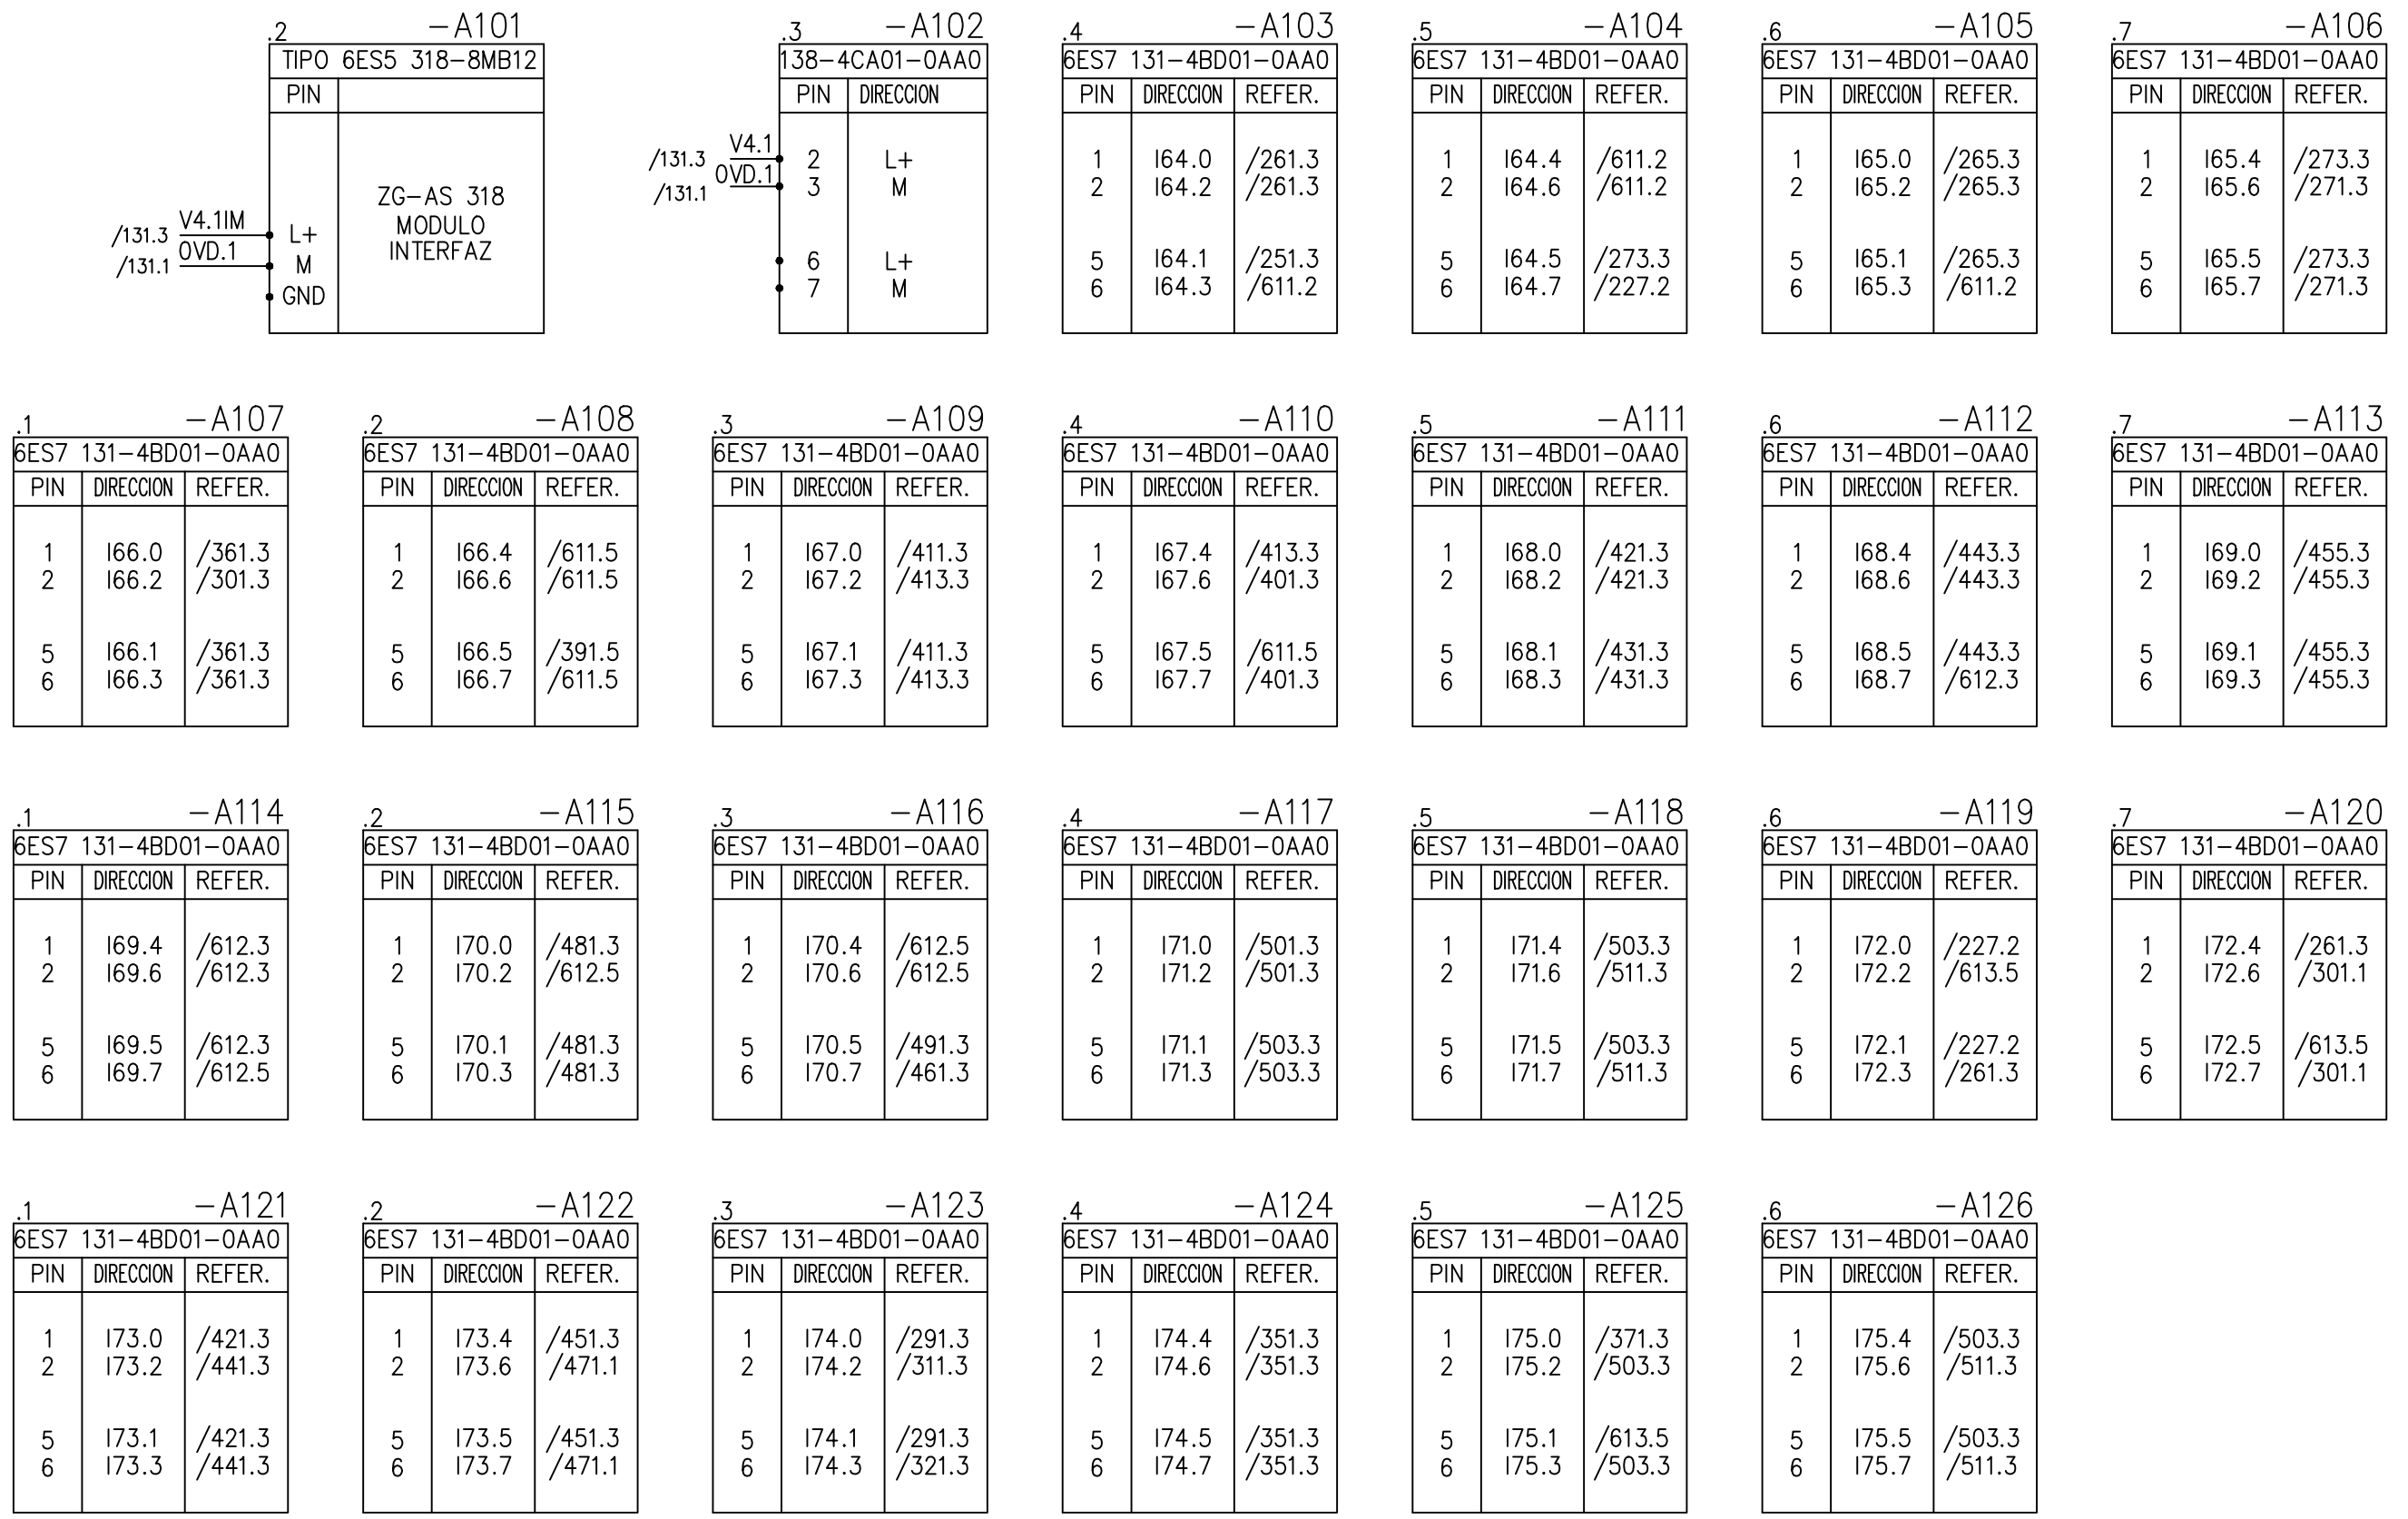 .2 -A101 .3 -A102 .4 -A103 .5 -A104 .6 -A105 .7 -A106
TIPO 6ES5 318-8MB12 138-4CA01-0AA0 6ES7 131-4BD01-0AA0 6ES7 131-4BD01-0AA0 6ES7 131-4BD01-0AA0 6ES7 131-4BD01-0AA0
PIN PIN DIRECCION PIN DIRECCION REFER. PIN DIRECCION REFER. PIN DIRECCION REFER. PIN DIRECCION REFER.
/131.3 V4.1 2 L+ 1 I64.0 /261.3 1 I64.4 /611.2 1 I65.0 /265.3 1 I65.4 /273.3
/131.1 0VD.1 3 M 2 I64.2 /261.3 2 I64.6 /611.2 2 I65.2 /265.3 2 I65.6 /271.3
ZG-AS 318
MODULO
INTERFAZ
/131.3 V4.1IM L+
/131.1 0VD.1 M
GND
6 L+ 5 I64.1 /251.3 5 I64.5 /273.3 5 I65.1 /265.3 5 I65.5 /273.3
7 M 6 I64.3 /611.2 6 I64.7 /227.2 6 I65.3 /611.2 6 I65.7 /271.3
.1 -A107 .2 -A108 .3 -A109 .4 -A110 .5 -A111 .6 -A112 .7 -A113
6ES7 131-4BD01-0AA0 6ES7 131-4BD01-0AA0 6ES7 131-4BD01-0AA0 6ES7 131-4BD01-0AA0 6ES7 131-4BD01-0AA0 6ES7 131-4BD01-0AA0 6ES7 131-4BD01-0AA0
PIN DIRECCION REFER. PIN DIRECCION REFER. PIN DIRECCION REFER. PIN DIRECCION REFER. PIN DIRECCION REFER. PIN DIRECCION REFER. PIN DIRECCION REFER.
1 I66.0 /361.3 1 I66.4 /611.5 1 I67.0 /411.3 1 I67.4 /413.3 1 I68.0 /421.3 1 I68.4 /443.3 1 I69.0 /455.3
2 I66.2 /301.3 2 I66.6 /611.5 2 I67.2 /413.3 2 I67.6 /401.3 2 I68.2 /421.3 2 I68.6 /443.3 2 I69.2 /455.3
5 I66.1 /361.3 5 I66.5 /391.5 5 I67.1 /411.3 5 I67.5 /611.5 5 I68.1 /431.3 5 I68.5 /443.3 5 I69.1 /455.3
6 I66.3 /361.3 6 I66.7 /611.5 6 I67.3 /413.3 6 I67.7 /401.3 6 I68.3 /431.3 6 I68.7 /612.3 6 I69.3 /455.3
.1 -A114 .2 -A115 .3 -A116 .4 -A117 .5 -A118 .6 -A119 .7 -A120
6ES7 131-4BD01-0AA0 6ES7 131-4BD01-0AA0 6ES7 131-4BD01-0AA0 6ES7 131-4BD01-0AA0 6ES7 131-4BD01-0AA0 6ES7 131-4BD01-0AA0 6ES7 131-4BD01-0AA0
PIN DIRECCION REFER. PIN DIRECCION REFER. PIN DIRECCION REFER. PIN DIRECCION REFER. PIN DIRECCION REFER. PIN DIRECCION REFER. PIN DIRECCION REFER.
1 I69.4 /612.3 1 I70.0 /481.3 1 I70.4 /612.5 1 I71.0 /501.3 1 I71.4 /503.3 1 I72.0 /227.2 1 I72.4 /261.3
2 I69.6 /612.3 2 I70.2 /612.5 2 I70.6 /612.5 2 I71.2 /501.3 2 I71.6 /511.3 2 I72.2 /613.5 2 I72.6 /301.1
5 I69.5 /612.3 5 I70.1 /481.3 5 I70.5 /491.3 5 I71.1 /503.3 5 I71.5 /503.3 5 I72.1 /227.2 5 I72.5 /613.5
6 I69.7 /612.5 6 I70.3 /481.3 6 I70.7 /461.3 6 I71.3 /503.3 6 I71.7 /511.3 6 I72.3 /261.3 6 I72.7 /301.1
.1 -A121 .2 -A122 .3 -A123 .4 -A124 .5 -A125 .6 -A126
6ES7 131-4BD01-0AA0 6ES7 131-4BD01-0AA0 6ES7 131-4BD01-0AA0 6ES7 131-4BD01-0AA0 6ES7 131-4BD01-0AA0 6ES7 131-4BD01-0AA0
PIN DIRECCION REFER. PIN DIRECCION REFER. PIN DIRECCION REFER. PIN DIRECCION REFER. PIN DIRECCION REFER. PIN DIRECCION REFER.
1 I73.0 /421.3 1 I73.4 /451.3 1 I74.0 /291.3 1 I74.4 /351.3 1 I75.0 /371.3 1 I75.4 /503.3
2 I73.2 /441.3 2 I73.6 /471.1 2 I74.2 /311.3 2 I74.6 /351.3 2 I75.2 /503.3 2 I75.6 /511.3
5 I73.1 /421.3 5 I73.5 /451.3 5 I74.1 /291.3 5 I74.5 /351.3 5 I75.1 /613.5 5 I75.5 /503.3
6 I73.3 /441.3 6 I73.7 /471.1 6 I74.3 /321.3 6 I74.7 /351.3 6 I75.3 /503.3 6 I75.7 /511.3